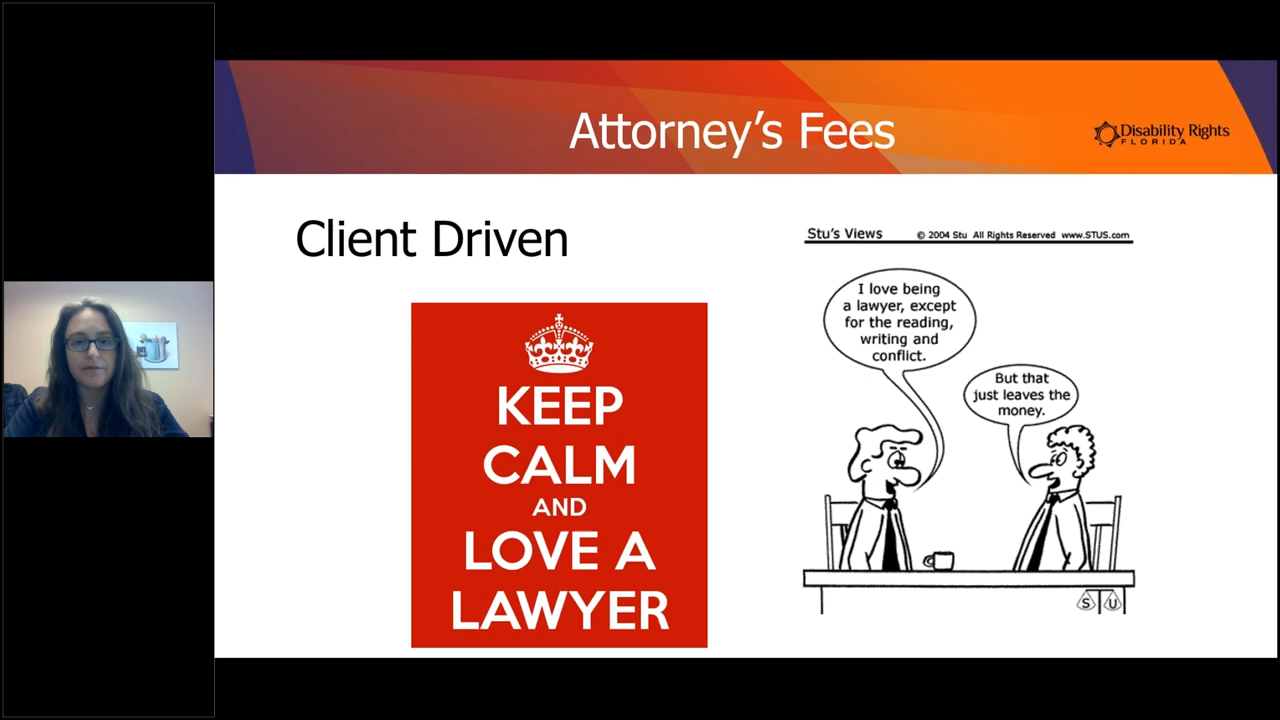 Attorney's Fees
Disability Rights
FLORIDA
Client Driven
KEEP
CALM
AND
LOVE A
LAWYER
Stu's Views © 2004 Stu All Rights Reserved www.STUS.com
I love being
a lawyer, except
for the reading,
writing and
conflict.
But that
just leaves the
money.
S U